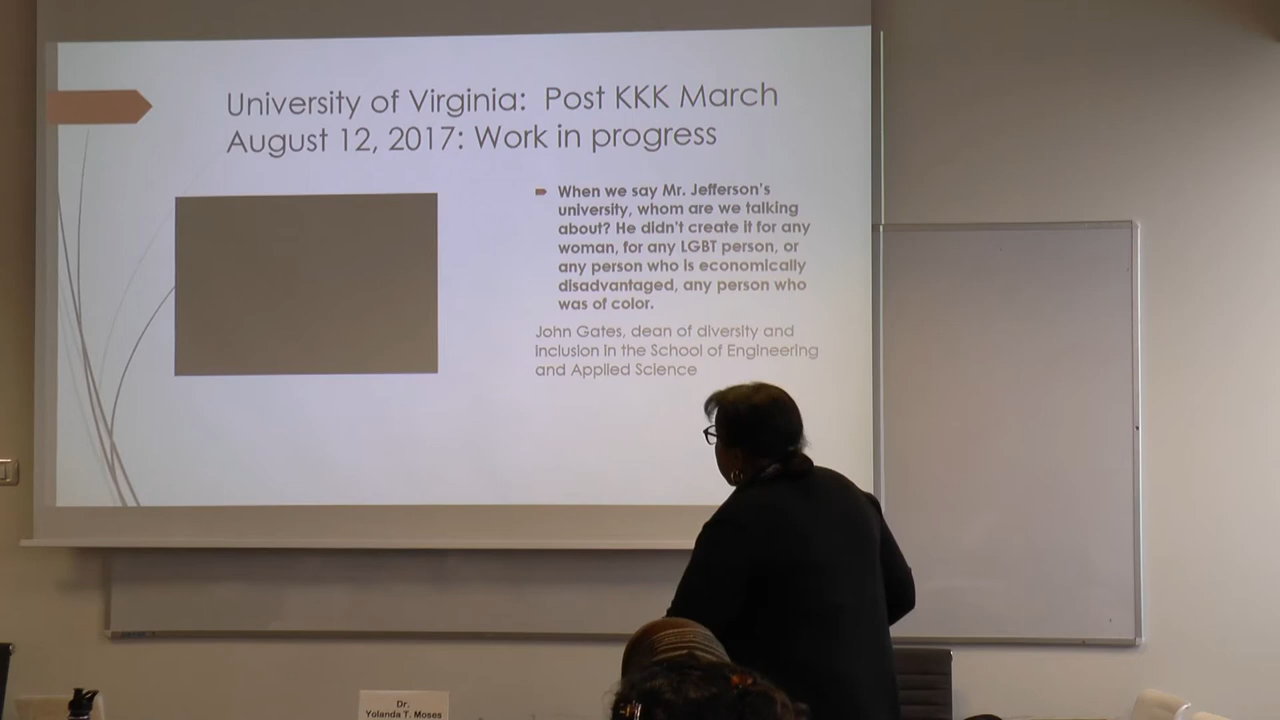 University of Virginia: Post KKK March
August 12, 2017: Work in progress
When we say Mr. Jefferson's
university, whom are we talking
about? He didn't create it for any
woman, for any LGBT person, or
any person who is economically
disadvantaged, any person who
was of color.
John Gates, dean of diversity and
inclusion in the School of Engineering
and Applied Science
Dr.
Yolanda T. Moses